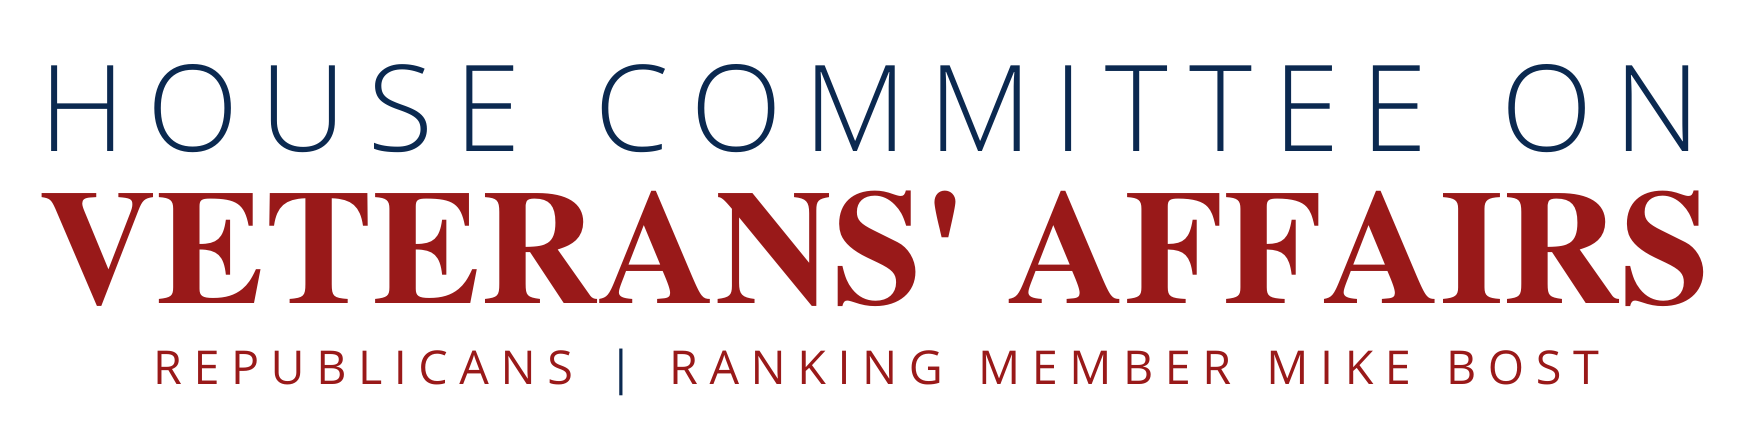 HOUSE COMMITTEE ON
VETERANS' AFFAIRS
REPUBLICANS | RANKING MEMBER MIKE BOST